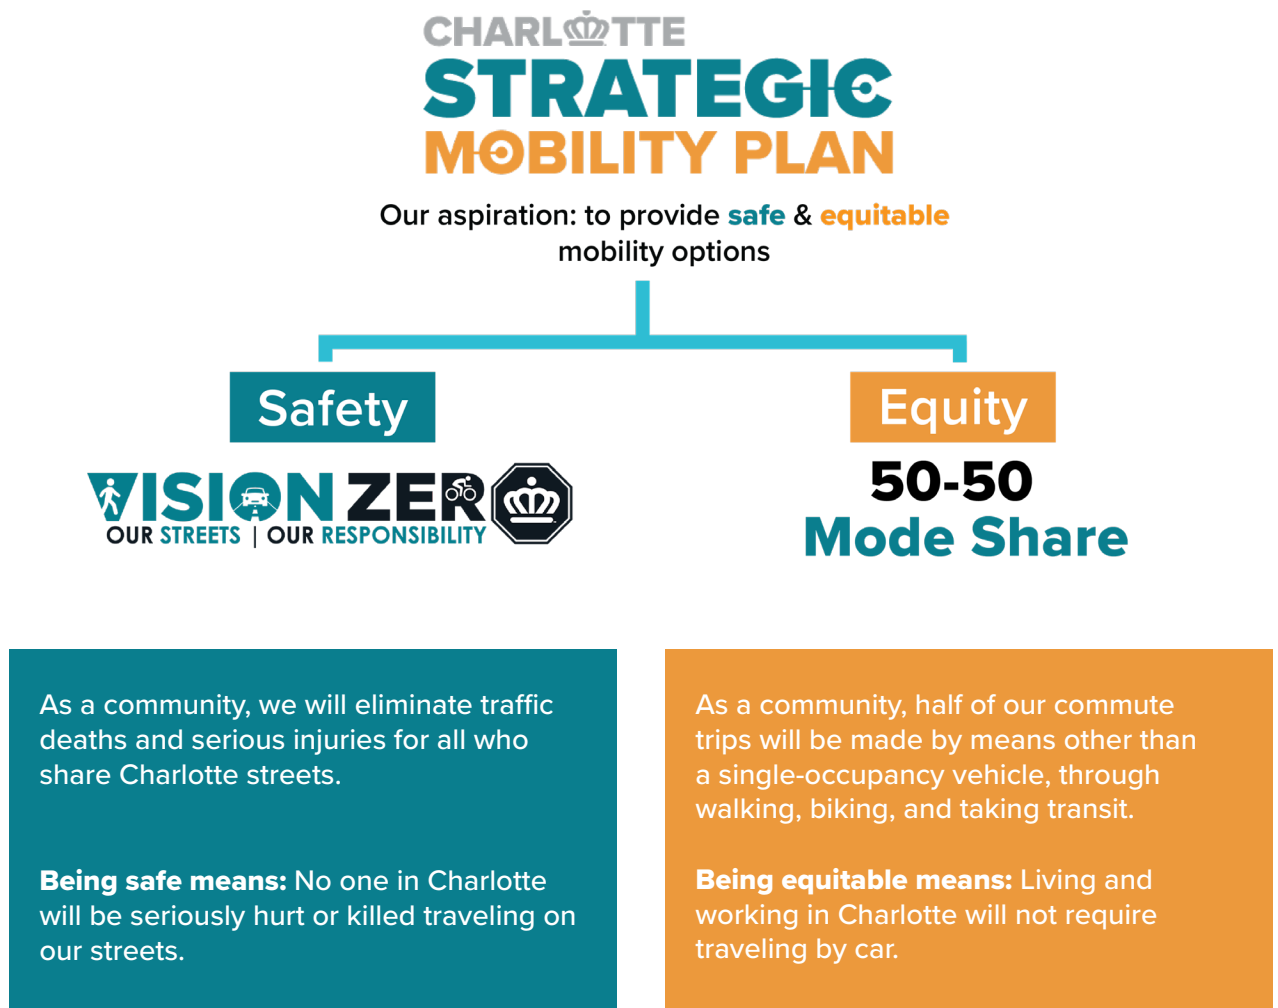 CHARLOTTE
STRATEGIC
MOBILITY PLAN
Our aspiration: to provide safe & equitable
mobility options
Safety
VISION ZERO
OUR STREETS | OUR RESPONSIBILITY
Equity
50-50
Mode Share
As a community, we will eliminate traffic
deaths and serious injuries for all who
share Charlotte streets.
Being safe means: No one in Charlotte
will be seriously hurt or killed traveling on
our streets.
As a community, half of our commute
trips will be made by means other than
a single-occupancy vehicle, through
walking, biking, and taking transit.
Being equitable means: Living and
working in Charlotte will not require
traveling by car.